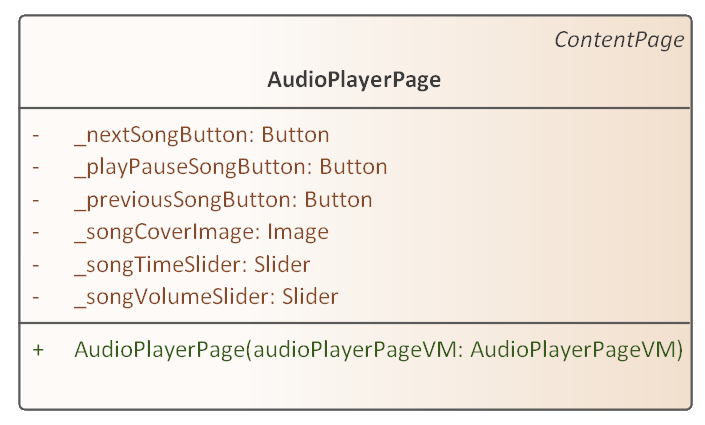 ContentPage
AudioPlayerPage
- _nextSongButton: Button
- _playPauseSongButton: Button
- _previousSongButton: Button
- _songCoverImage: Image
- _songTimeSlider: Slider
- _songVolumeSlider: Slider
+ AudioPlayerPage(audioPlayerPageVM: AudioPlayerPageVM)